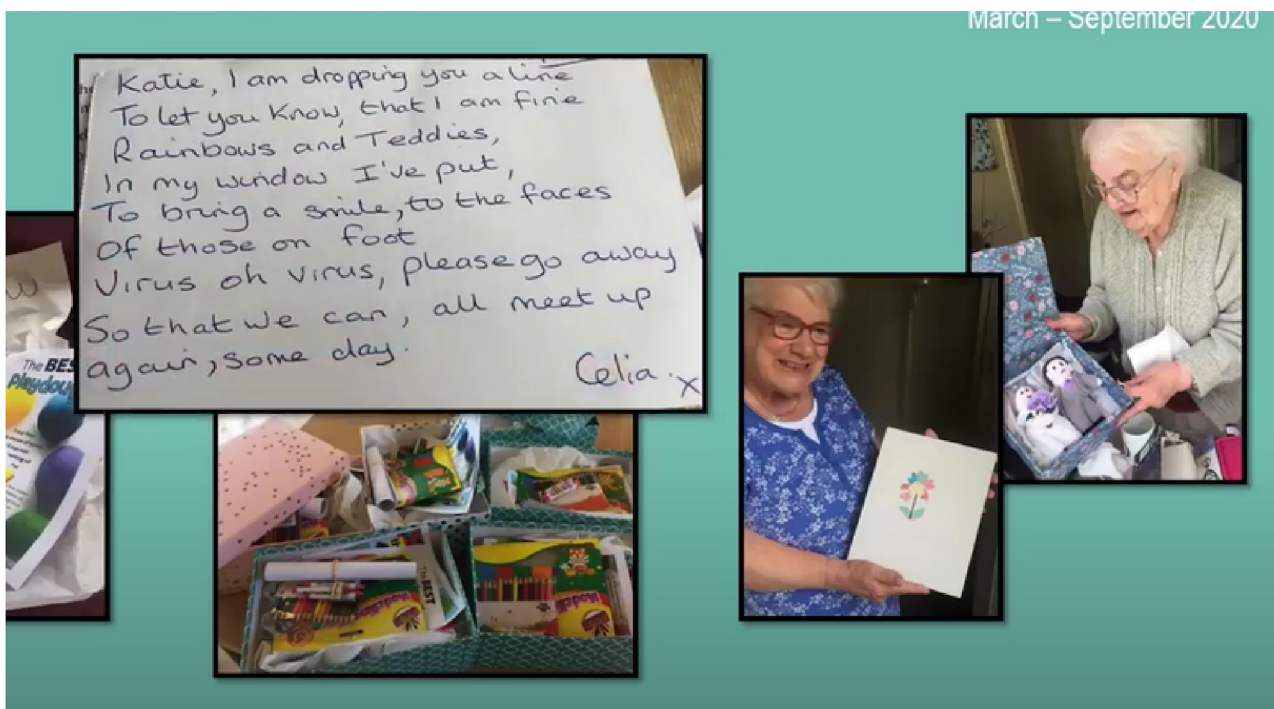 March – September 2020
Katie, I am dropping you a line
To let you know, that I am fine
Rainbows and Teddies,
In my window I've put,
To bring a smile, to the faces
Of those on foot
Virus oh virus, please go away
So that we can, all meet up
again, some day.
Celia x
The BES
Playdoug
The BEST